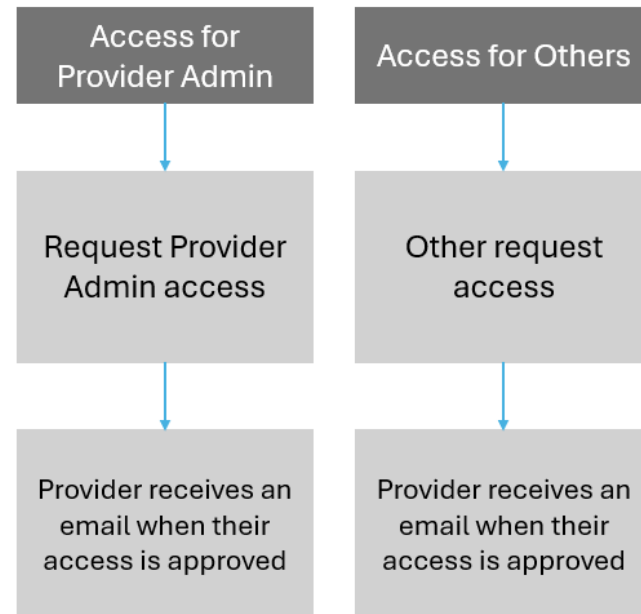 Access for
Provider Admin
Access for Others
Request Provider
Admin access
Other request
access
Provider receives an
email when their
access is approved
Provider receives an
email when their
access is approved